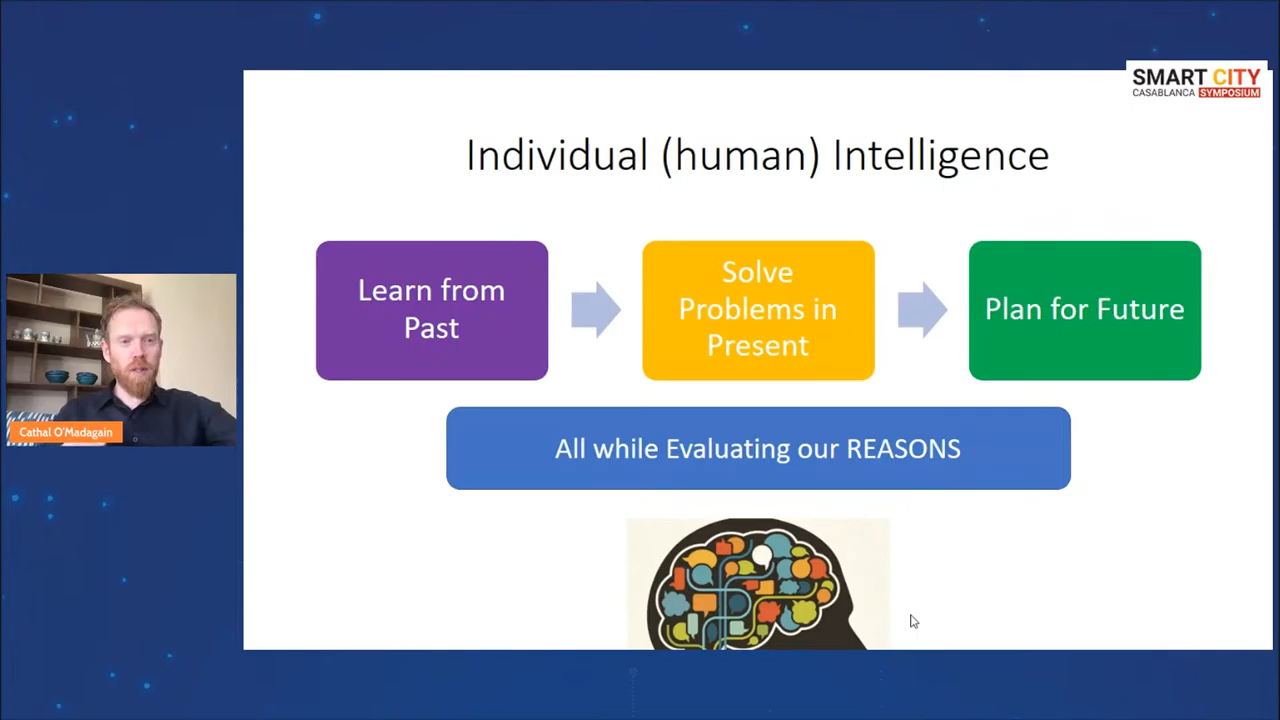 SMART CITY
CASABLANCA SYMPOSIUM
Individual (human) Intelligence
Learn from
Past
Solve
Problems in
Present
Plan for Future
All while Evaluating our REASONS
Cathal O'Madagain